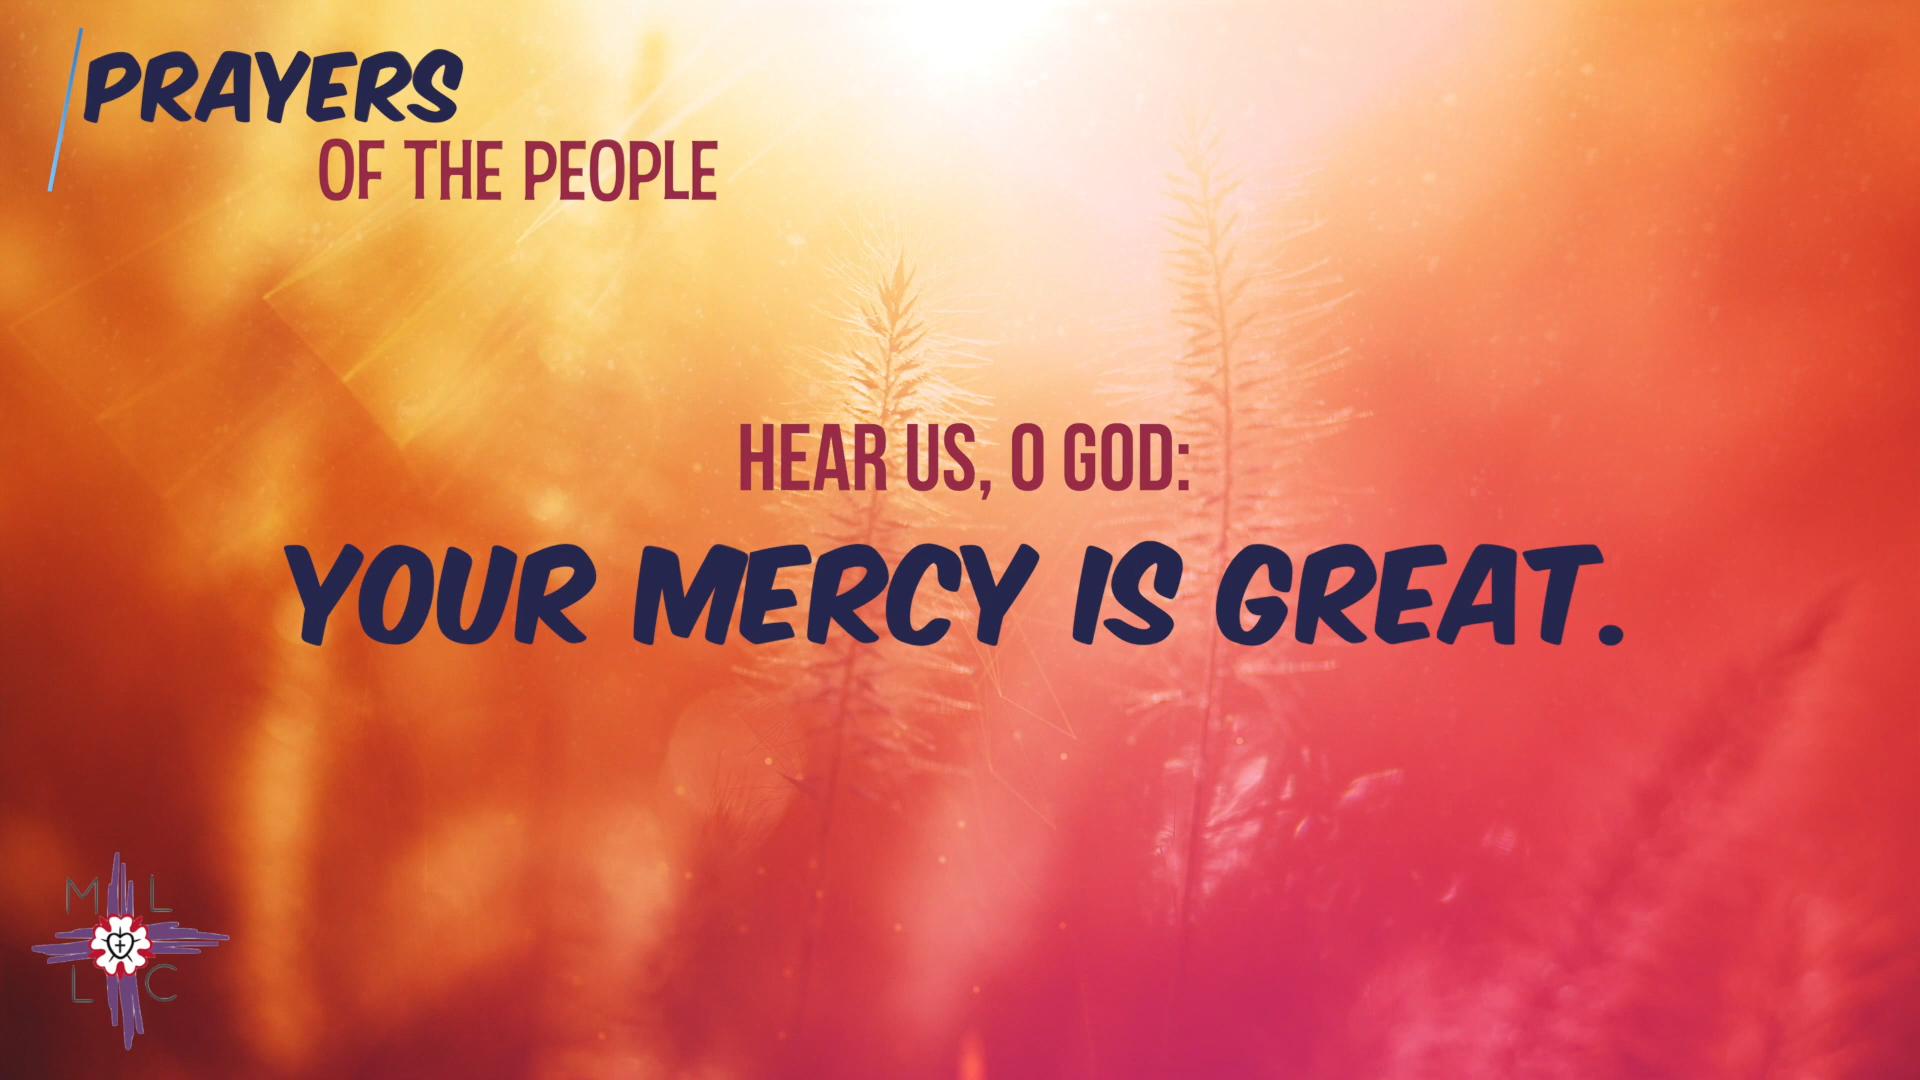 PRAYERS
OF THE PEOPLE
HEAR US, O GOD:
YOUR MERCY IS GREAT.
M L
L C